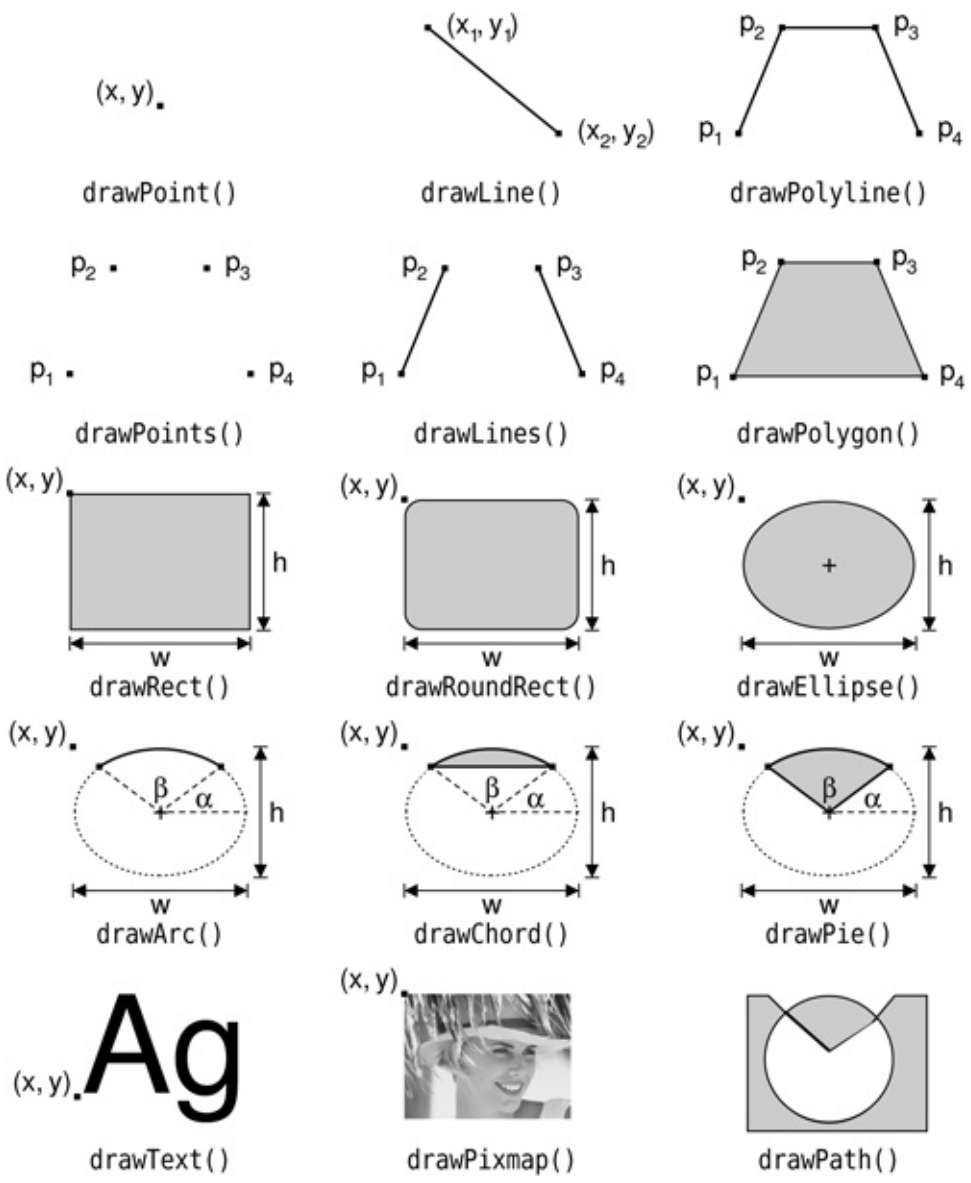 (x, y)
(x₁, y₁)
(x₂, y₂)
p₂ p₃
p₁ p₄
drawPoint() drawLine() drawPolyline()
p₂ p₃ p₂ p₃ p₂ p₃
p₁ p₄ p₁ p₄ p₁ p₄
drawPoints() drawLines() drawPolygon()
(x, y) (x, y) (x, y)
h h + h
w w w
drawRect() drawRoundRect() drawEllipse()
(x, y) (x, y) (x, y)
β α h β α h β α h
w w w
drawArc() drawChord() drawPie()
(x, y)
Ag
(x, y)
drawText() drawPixmap() drawPath()